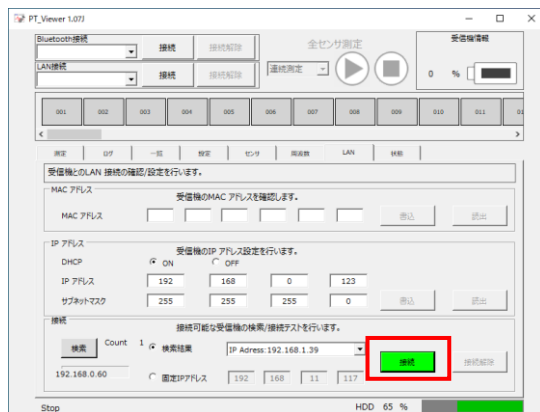 PT_Viewer 1.07J
Bluetooth接続
接続
接続解除
LAN接続
接続
接続解除
全センサ測定
連続測定
受信機情報
0 %
001 002 003 004 005 006 007 008 009 010 011 01
測定 ログ 一括 設定 センサ 周波数 LAN 状態
受信機とのLAN 接続の確認/設定を行います。
MAC アドレス
受信機のMAC アドレスを確認します。
MAC アドレス
書込 読出
IP アドレス
受信機のIP アドレス設定を行います。
DHCP ON OFF
IP アドレス 192 168 0 123
サブネットマスク 255 255 255 0 書込 読出
接続
接続可能な受信機の検索/接続テストを行います。
検索 Count 1 検索結果 IP Adress:192.168.1.39
接続 接続解除
192.168.0.60 固定IPアドレス 192 168 11 117
Stop HDD 65 %